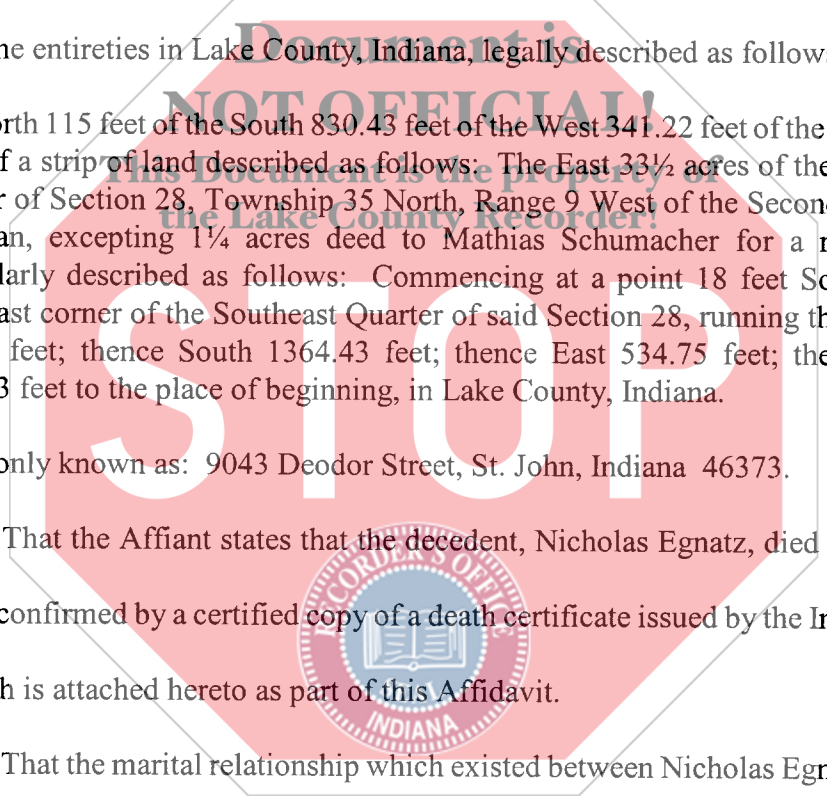 Document is
NOT OFFICIAL!
This Document is the property of
the Lake County Recorder!
STOP
he entireties in Lake County, Indiana, legally described as follow
rth 115 feet of the South 830.43 feet of the West 341.22 feet of the
f a strip of land described as follows: The East 33½ acres of the
r of Section 28, Township 35 North, Range 9 West of the Secon
an, excepting 1¼ acres deed to Mathias Schumacher for a r
larly described as follows: Commencing at a point 18 feet So
ast corner of the Southeast Quarter of said Section 28, running th
feet; thence South 1364.43 feet; thence East 534.75 feet; the
3 feet to the place of beginning, in Lake County, Indiana.
only known as: 9043 Deodor Street, St. John, Indiana 46373.
That the Affiant states that the decedent, Nicholas Egnatz, died
confirmed by a certified copy of a death certificate issued by the In
h is attached hereto as part of this Affidavit.
That the marital relationship which existed between Nicholas Egn
RECORDER'S OFFICE
INDIANA